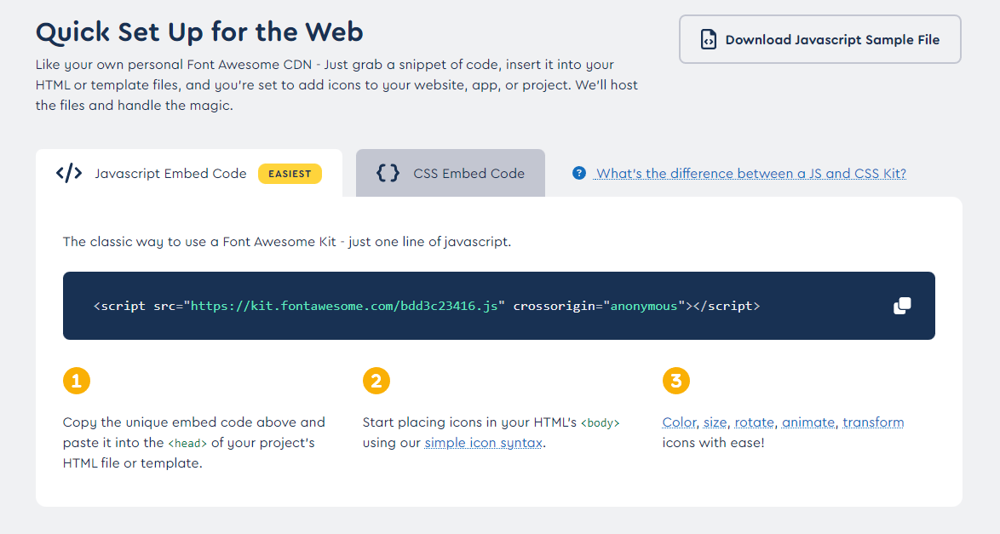 Quick Set Up for the Web
Download Javascript Sample File
Like your own personal Font Awesome CDN - Just grab a snippet of code, insert it into your
HTML or template files, and you're set to add icons to your website, app, or project. We'll host
the files and handle the magic.
</> Javascript Embed Code EASIEST
{ } CSS Embed Code
? What's the difference between a JS and CSS Kit?
The classic way to use a Font Awesome Kit - just one line of javascript.
<script src="https://kit.fontawesome.com/bdd3c23416.js" crossorigin="anonymous"></script>
1
Copy the unique embed code above and
paste it into the <head> of your project's
HTML file or template.
2
Start placing icons in your HTML's <body>
using our simple icon syntax.
3
Color, size, rotate, animate, transform
icons with ease!